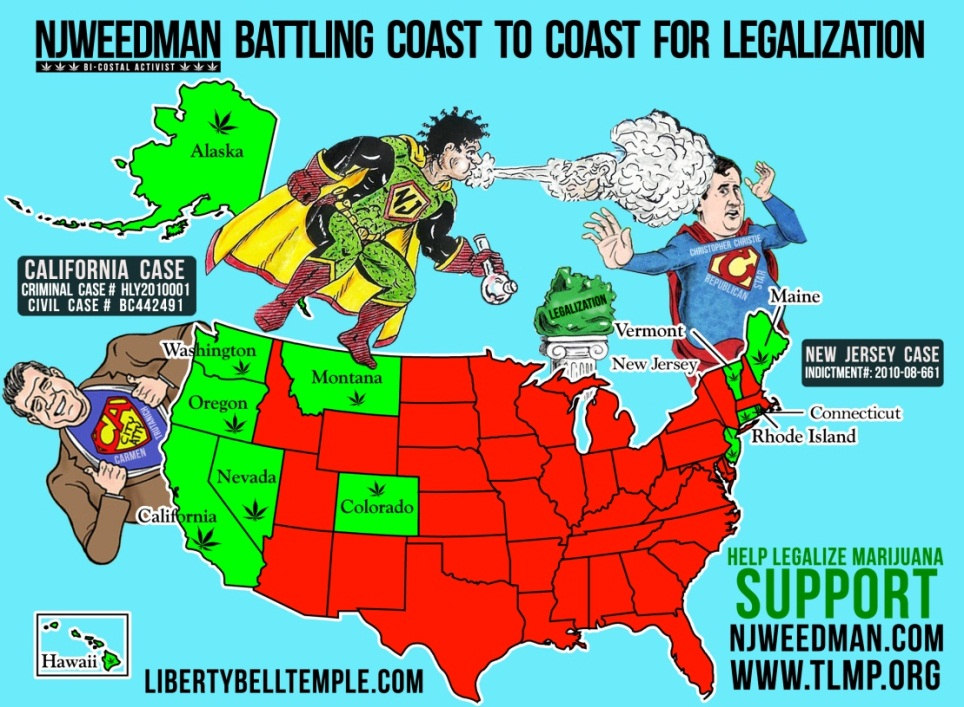 NJWEEDMAN BATTLING COAST TO COAST FOR LEGALIZATION
BI-COSTAL ACTIVIST
Alaska
NJ
CALIFORNIA CASE
CRIMINAL CASE# HLY2010001
CIVIL CASE # BC442491
CHRISTOPHER CHRISTIE
C
REPUBLICAN
STAR
LEGALIZATION
Maine
Vermont
New Jersey
NEW JERSEY CASE
INDICTMENT#: 2010-08-661
Connecticut
Rhode Island
Washington
Oregon
Montana
Nevada
California
Colorado
CARMEN
TRUTANICH
HELP LEGALIZE MARIJUANA
SUPPORT
NJWEEDMAN.COM
WWW.TLMP.ORG
Hawaii
LIBERTYBELLTEMPLE.COM